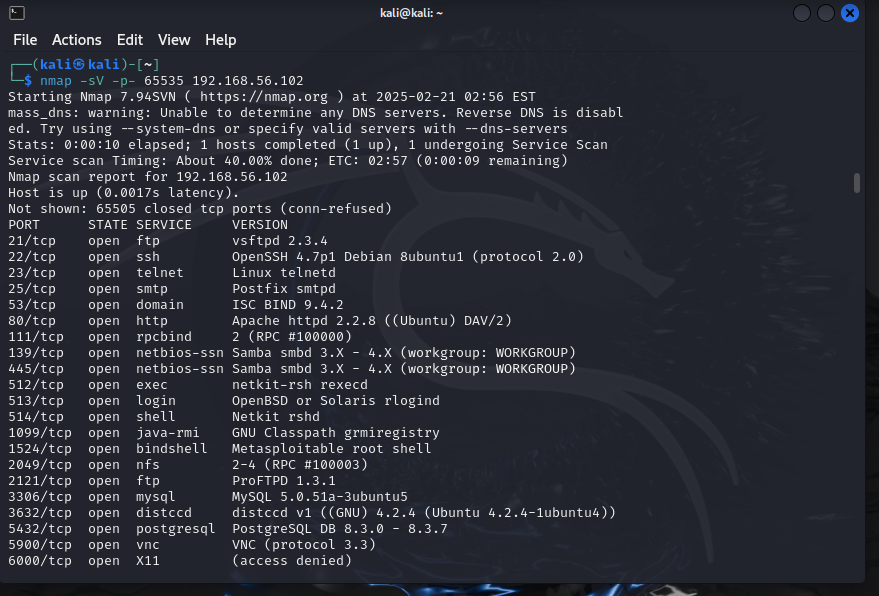 kali@kali: ~
File Actions Edit View Help
┌──(kali㉿kali)-[~]
└─$ nmap -sV -p- 65535 192.168.56.102
Starting Nmap 7.94SVN ( https://nmap.org ) at 2025-02-21 02:56 EST
mass_dns: warning: Unable to determine any DNS servers. Reverse DNS is disabl
ed. Try using --system-dns or specify valid servers with --dns-servers
Stats: 0:00:10 elapsed; 1 hosts completed (1 up), 1 undergoing Service Scan
Service scan Timing: About 40.00% done; ETC: 02:57 (0:00:09 remaining)
Nmap scan report for 192.168.56.102
Host is up (0.0017s latency).
Not shown: 65505 closed tcp ports (conn-refused)
PORT     STATE SERVICE     VERSION
21/tcp   open  ftp         vsftpd 2.3.4
22/tcp   open  ssh         OpenSSH 4.7p1 Debian 8ubuntu1 (protocol 2.0)
23/tcp   open  telnet      Linux telnetd
25/tcp   open  smtp        Postfix smtpd
53/tcp   open  domain      ISC BIND 9.4.2
80/tcp   open  http        Apache httpd 2.2.8 ((Ubuntu) DAV/2)
111/tcp  open  rpcbind     2 (RPC #100000)
139/tcp  open  netbios-ssn Samba smbd 3.X - 4.X (workgroup: WORKGROUP)
445/tcp  open  netbios-ssn Samba smbd 3.X - 4.X (workgroup: WORKGROUP)
512/tcp  open  exec        netkit-rsh rexecd
513/tcp  open  login       OpenBSD or Solaris rlogind
514/tcp  open  shell       Netkit rshd
1099/tcp open  java-rmi    GNU Classpath grmiregistry
1524/tcp open  bindshell   Metasploitable root shell
2049/tcp open  nfs         2-4 (RPC #100003)
2121/tcp open  ftp         ProFTPD 1.3.1
3306/tcp open  mysql       MySQL 5.0.51a-3ubuntu5
3632/tcp open  distccd     distccd v1 ((GNU) 4.2.4 (Ubuntu 4.2.4-1ubuntu4))
5432/tcp open  postgresql  PostgreSQL DB 8.3.0 - 8.3.7
5900/tcp open  vnc         VNC (protocol 3.3)
6000/tcp open  X11         (access denied)